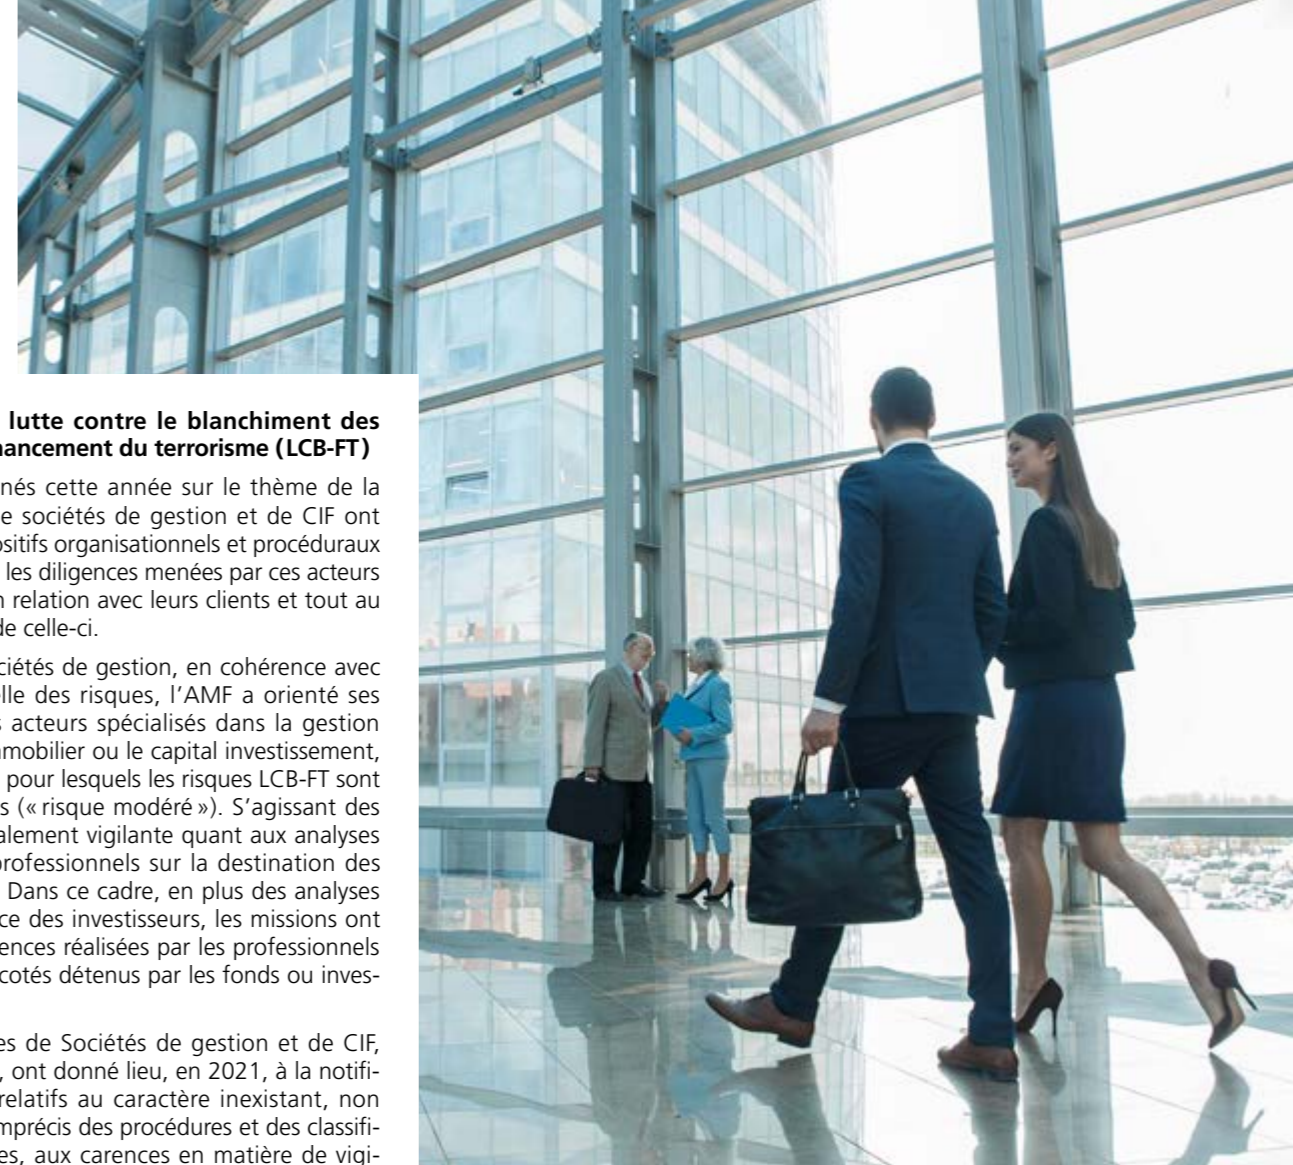 lutte contre le blanchiment des
nancement du terrorisme (LCB-FT)
nés cette année sur le thème de la
e sociétés de gestion et de CIF ont
ositifs organisationnels et procéduraux
les diligences menées par ces acteurs
n relation avec leurs clients et tout au
de celle-ci.
ciétés de gestion, en cohérence avec
elle des risques, l’AMF a orienté ses
s acteurs spécialisés dans la gestion
mmobilier ou le capital investissement,
pour lesquels les risques LCB-FT sont
s (« risque modéré »). S’agissant des
alement vigilante quant aux analyses
professionnels sur la destination des
Dans ce cadre, en plus des analyses
ce des investisseurs, les missions ont
ences réalisées par les professionnels
cotés détenus par les fonds ou inves-
es de Sociétés de gestion et de CIF,
, ont donné lieu, en 2021, à la notifi-
relatifs au caractère inexistant, non
mprécis des procédures et des classifi-
es, aux carences en matière de vigi-